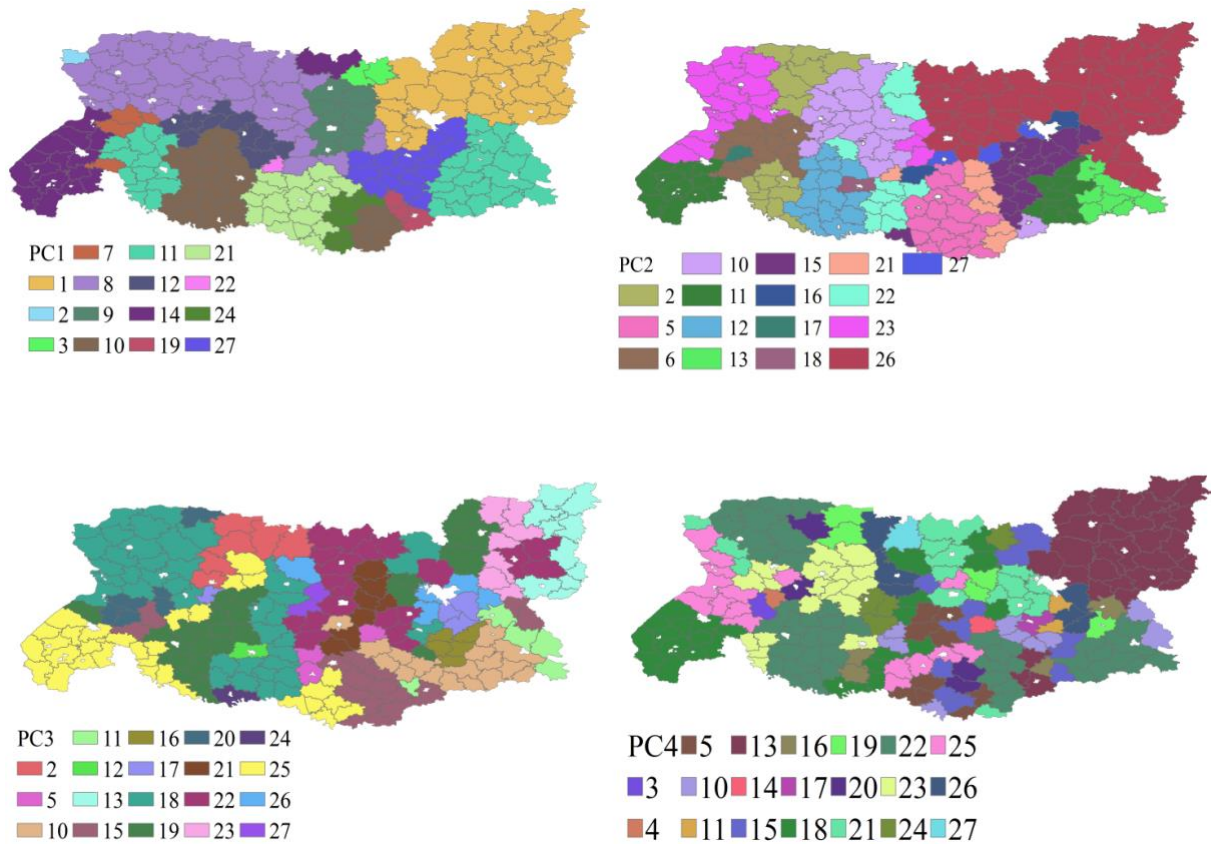 PC1 7 11 21
1 8 12 22
2 9 14 24
3 10 19 27
PC2 10 15 21 27
2 11 16 22
5 12 17 23
6 13 18 26
PC3 11 16 20 24
2 12 17 21 25
5 13 18 22 26
10 15 19 23 27
PC4 5 13 16 19 22 25
3 10 14 17 20 23 26
4 11 15 18 21 24 27